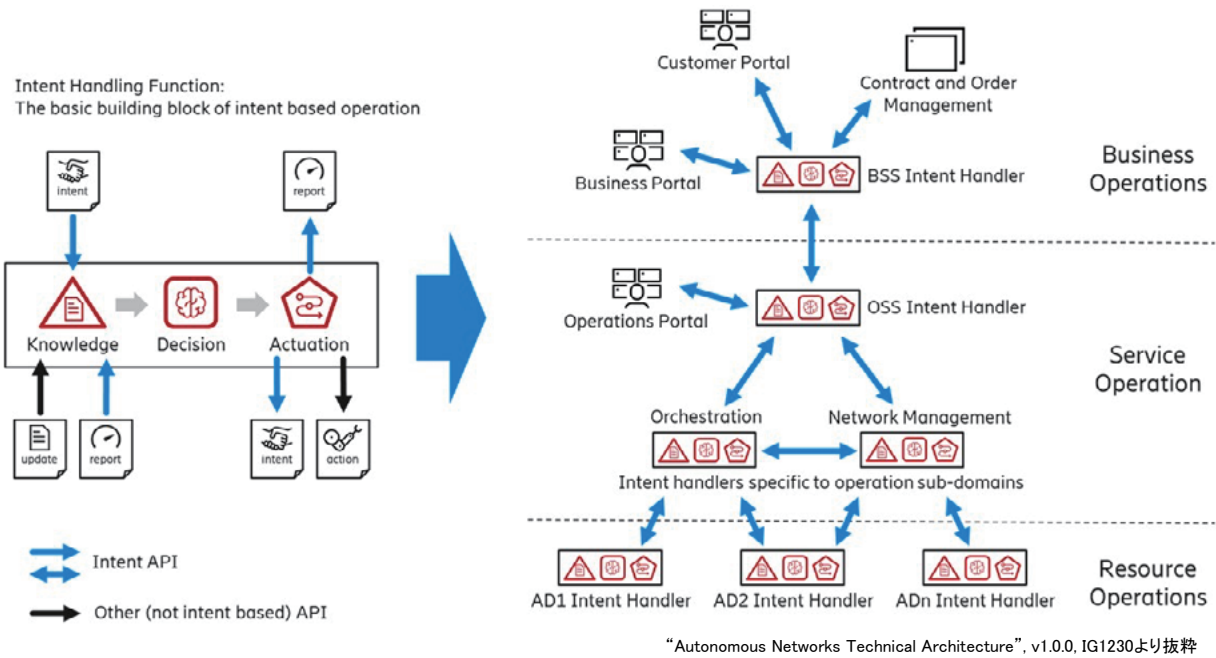 Intent Handling Function:
The basic building block of intent based operation
intent
report
Knowledge
Decision
Actuation
update
report
intent
action
Intent API
Other (not intent based) API
Customer Portal
Contract and Order
Management
Business Portal
BSS Intent Handler
Business
Operations
Operations Portal
OSS Intent Handler
Service
Operation
Orchestration
Network Management
Intent handlers specific to operation sub-domains
AD1 Intent Handler
AD2 Intent Handler
ADn Intent Handler
Resource
Operations
“Autonomous Networks Technical Architecture”, v1.0.0, IG1230より抜粋